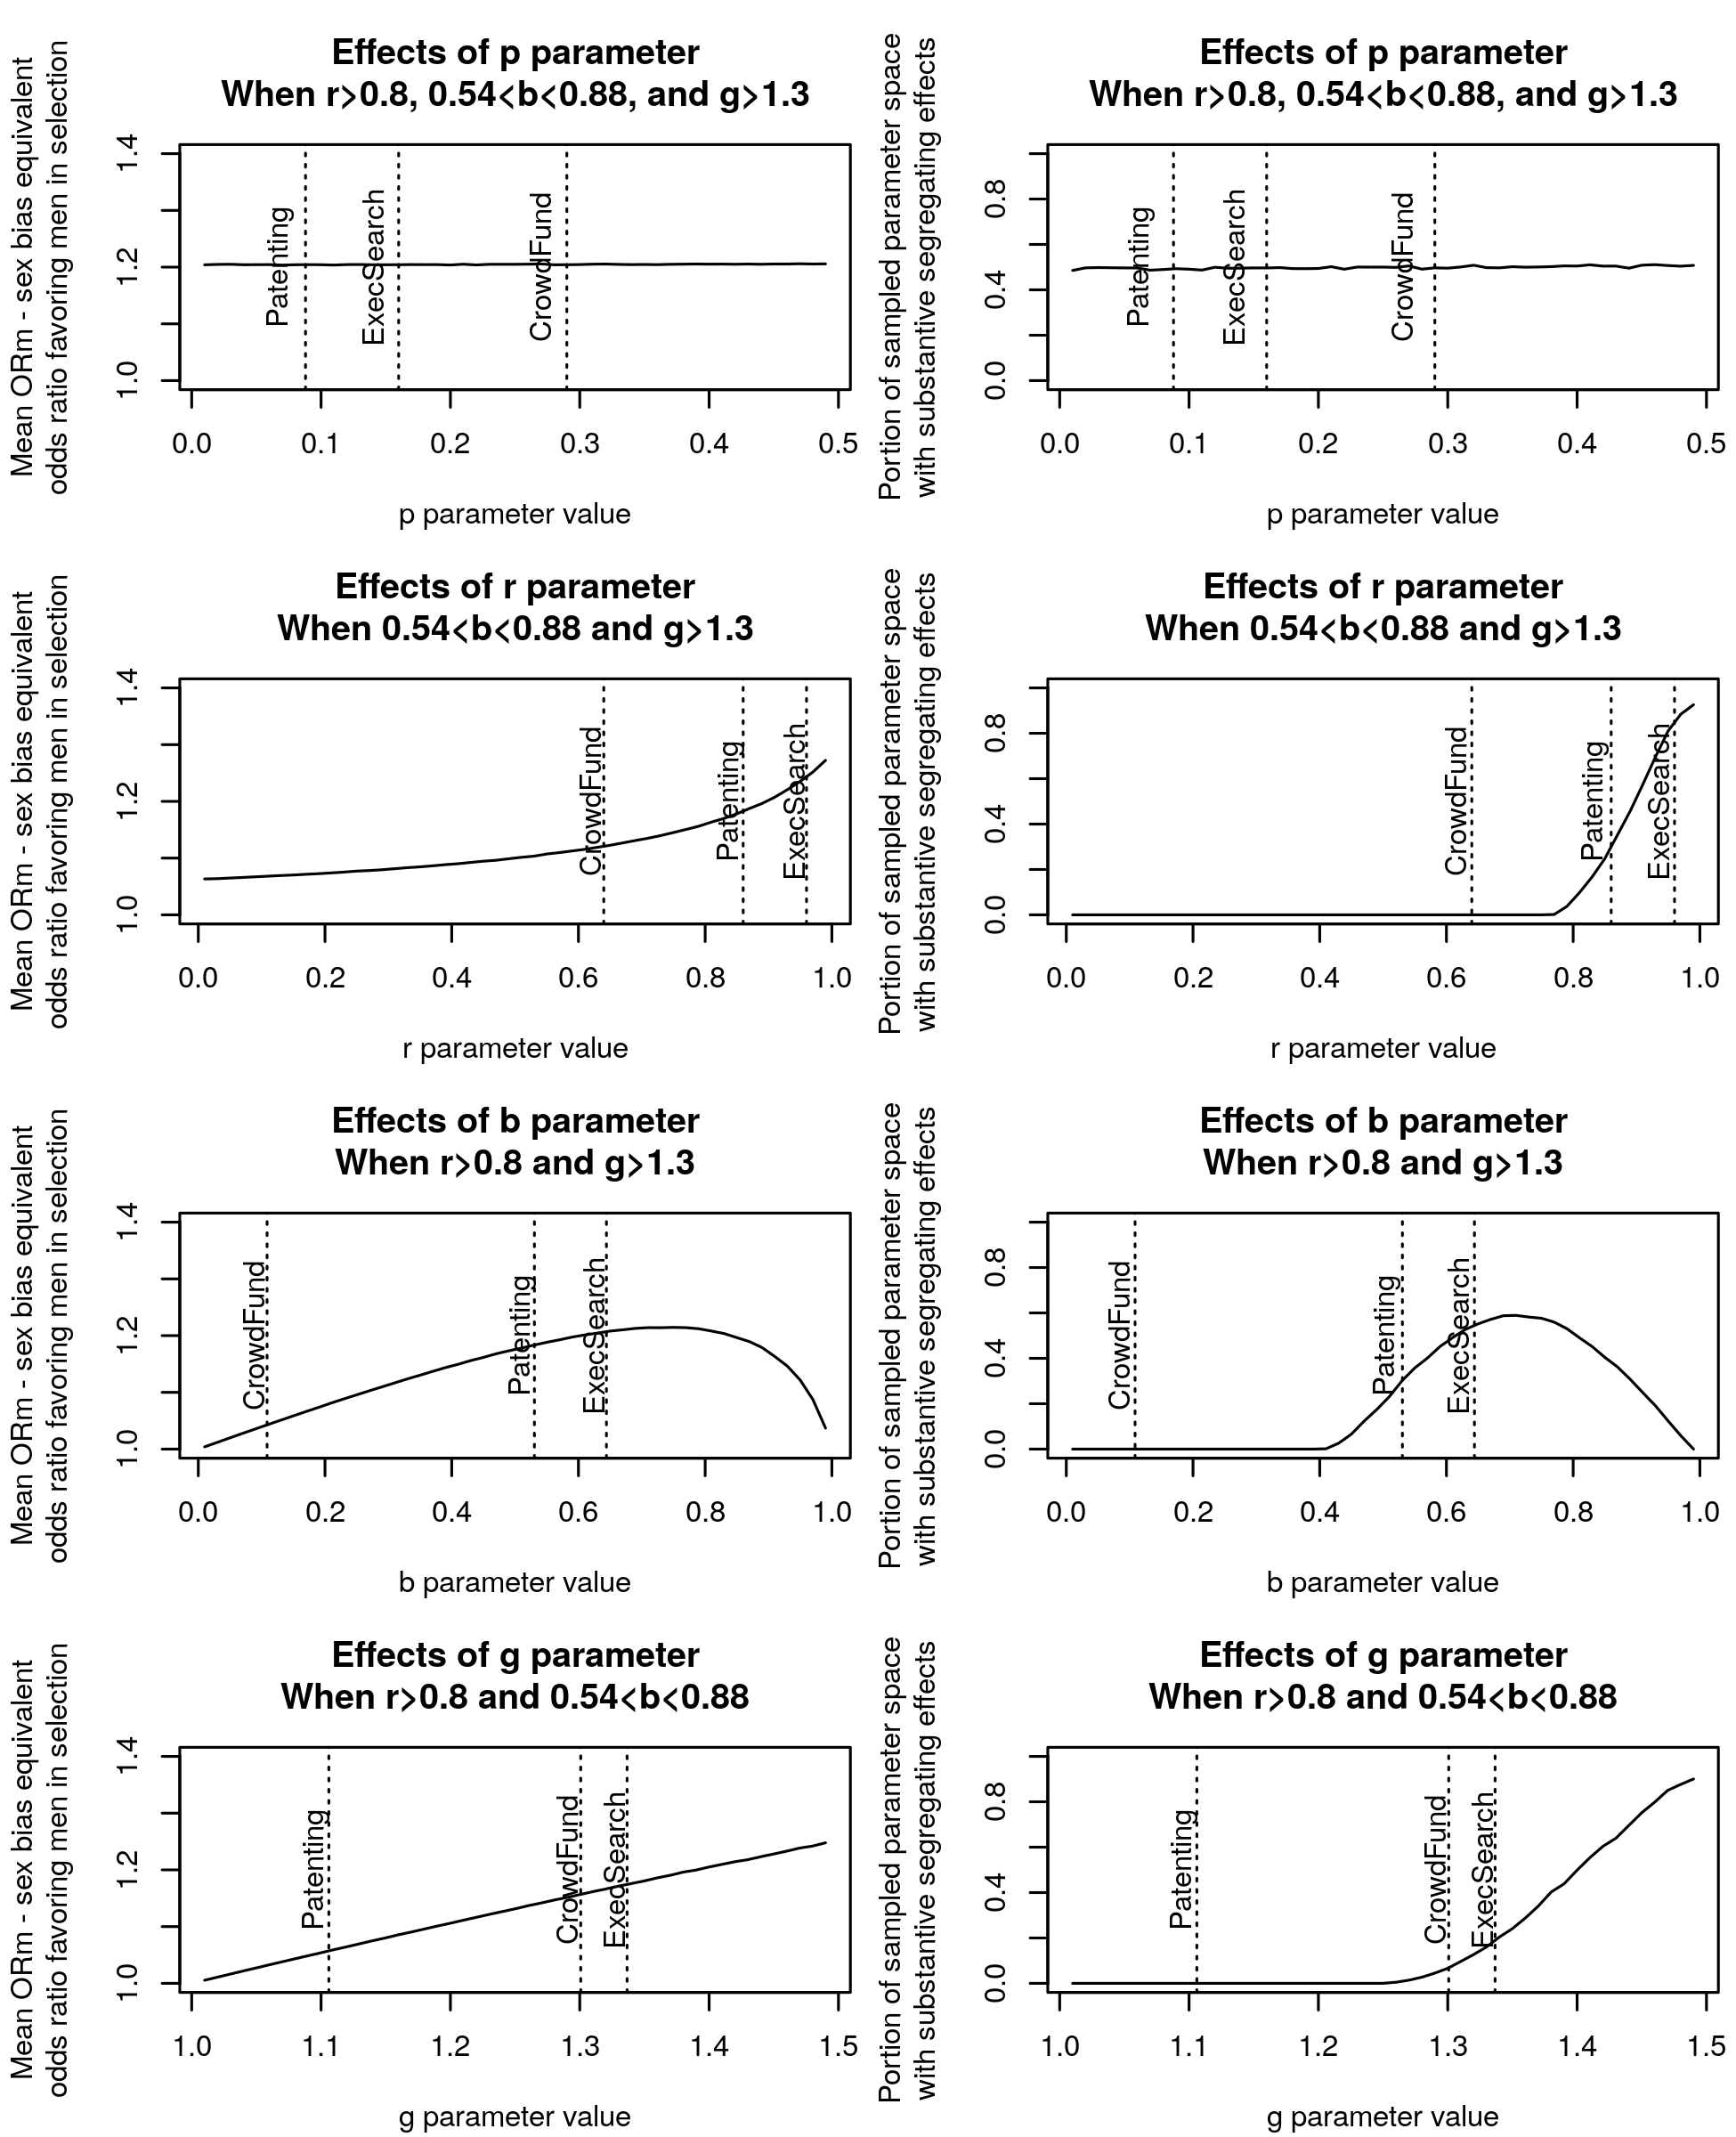 Effects of p parameter
When r>0.8, 0.54<b<0.88, and g>1.3
Mean ORm - sex bias equivalent
odds ratio favoring men in selection
1.0 1.2 1.4
Patenting
ExecSearch
CrowdFund
0.0 0.1 0.2 0.3 0.4 0.5
p parameter value
Effects of p parameter
When r>0.8, 0.54<b<0.88, and g>1.3
Portion of sampled parameter space
with substantive segregating effects
0.0 0.4 0.8
Patenting
ExecSearch
CrowdFund
0.0 0.1 0.2 0.3 0.4 0.5
p parameter value
Effects of r parameter
When 0.54<b<0.88 and g>1.3
Mean ORm - sex bias equivalent
odds ratio favoring men in selection
1.0 1.2 1.4
CrowdFund
Patenting
ExecSearch
0.0 0.2 0.4 0.6 0.8 1.0
r parameter value
Effects of r parameter
When 0.54<b<0.88 and g>1.3
Portion of sampled parameter space
with substantive segregating effects
0.0 0.4 0.8
CrowdFund
Patenting
ExecSearch
0.0 0.2 0.4 0.6 0.8 1.0
r parameter value
Effects of b parameter
When r>0.8 and g>1.3
Mean ORm - sex bias equivalent
odds ratio favoring men in selection
1.0 1.2 1.4
CrowdFund
Patenting
ExecSearch
0.0 0.2 0.4 0.6 0.8 1.0
b parameter value
Effects of b parameter
When r>0.8 and g>1.3
Portion of sampled parameter space
with substantive segregating effects
0.0 0.4 0.8
CrowdFund
Patenting
ExecSearch
0.0 0.2 0.4 0.6 0.8 1.0
b parameter value
Effects of g parameter
When r>0.8 and 0.54<b<0.88
Mean ORm - sex bias equivalent
odds ratio favoring men in selection
1.0 1.2 1.4
Patenting
CrowdFund
ExecSearch
1.0 1.1 1.2 1.3 1.4 1.5
g parameter value
Effects of g parameter
When r>0.8 and 0.54<b<0.88
Portion of sampled parameter space
with substantive segregating effects
0.0 0.4 0.8
Patenting
CrowdFund
ExecSearch
1.0 1.1 1.2 1.3 1.4 1.5
g parameter value